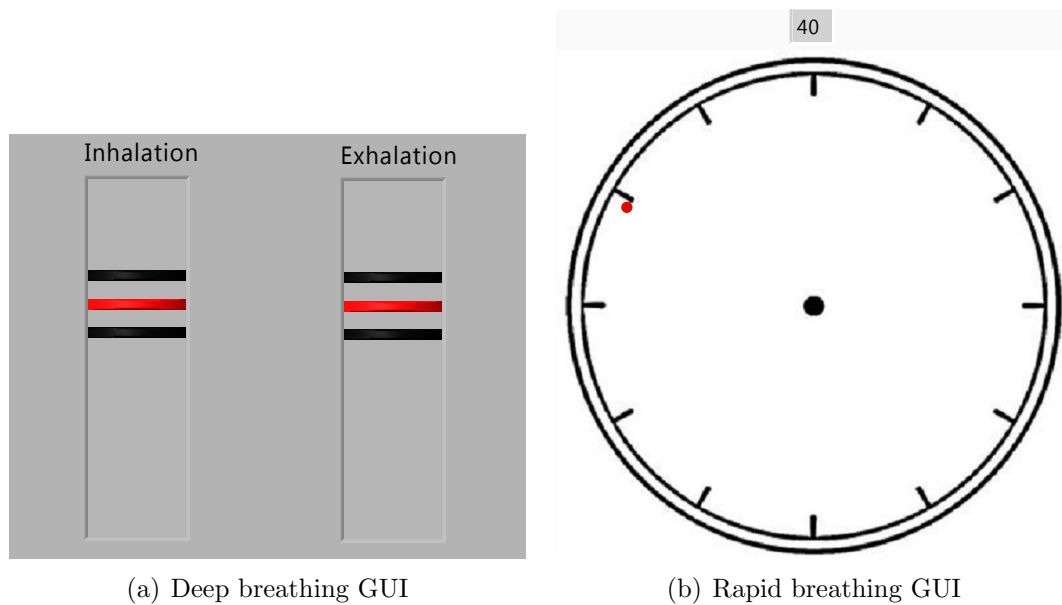 40
Inhalation
Exhalation
(a) Deep breathing GUI
(b) Rapid breathing GUI